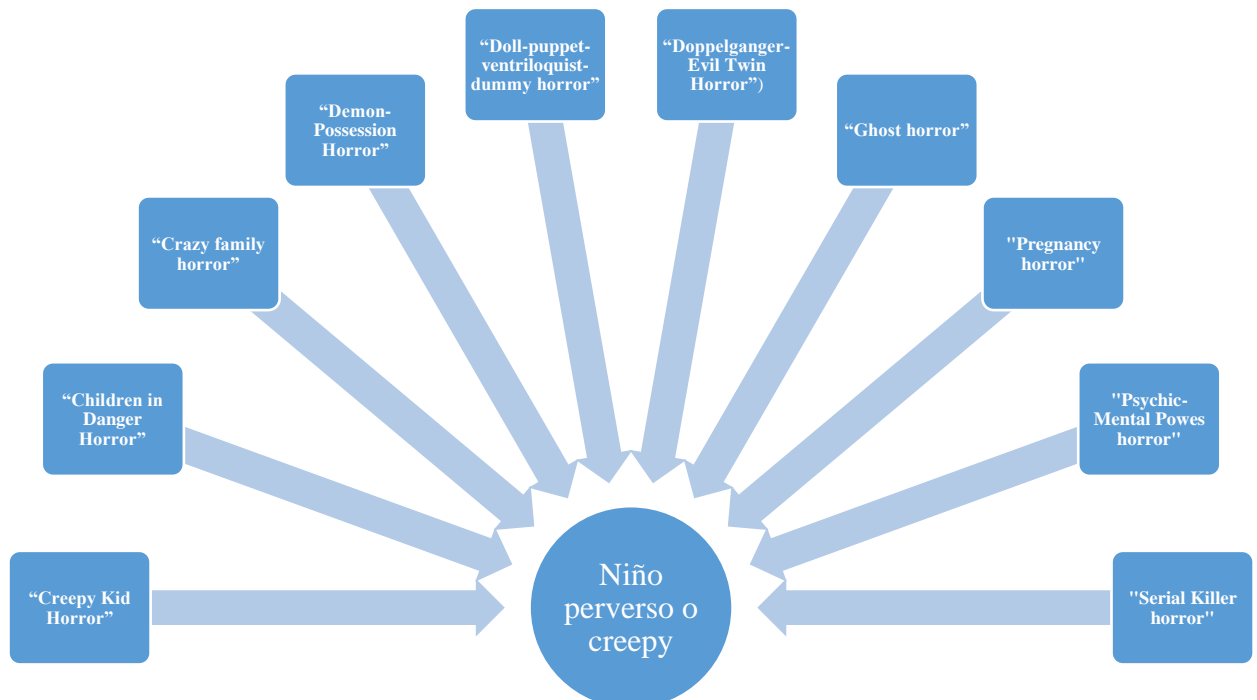 “Doll-puppet-
ventriloquist-
dummy horror”
“Doppelganger-
Evil Twin
Horror”)
“Demon-
Possession
Horror”
“Ghost horror”
“Crazy family
horror”
"Pregnancy
horror"
“Children in
Danger
Horror”
"Psychic-
Mental Powes
horror"
“Creepy Kid
Horror”
Niño
perverso o
creepy
"Serial Killer
horror"